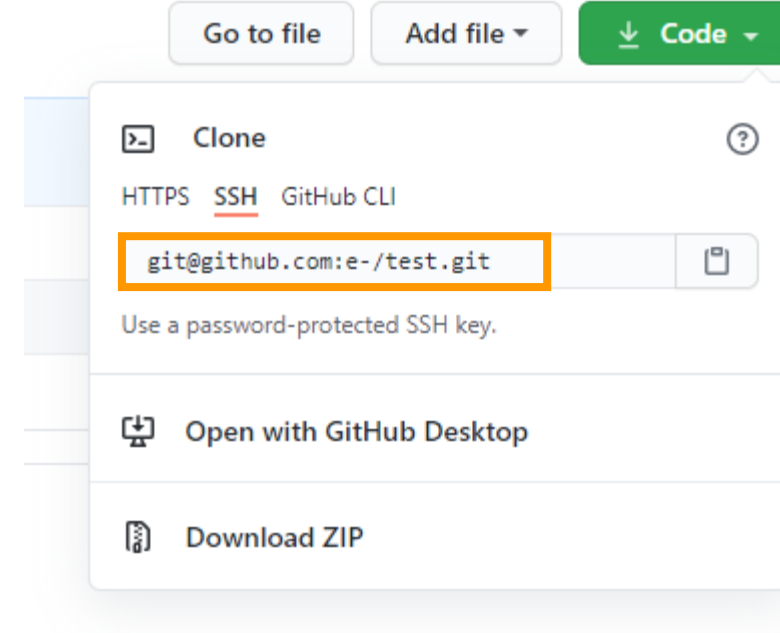 Go to file Add file Code
Clone
HTTPS SSH GitHub CLI
git@github.com:e-/test.git
Use a password-protected SSH key.
Open with GitHub Desktop
Download ZIP